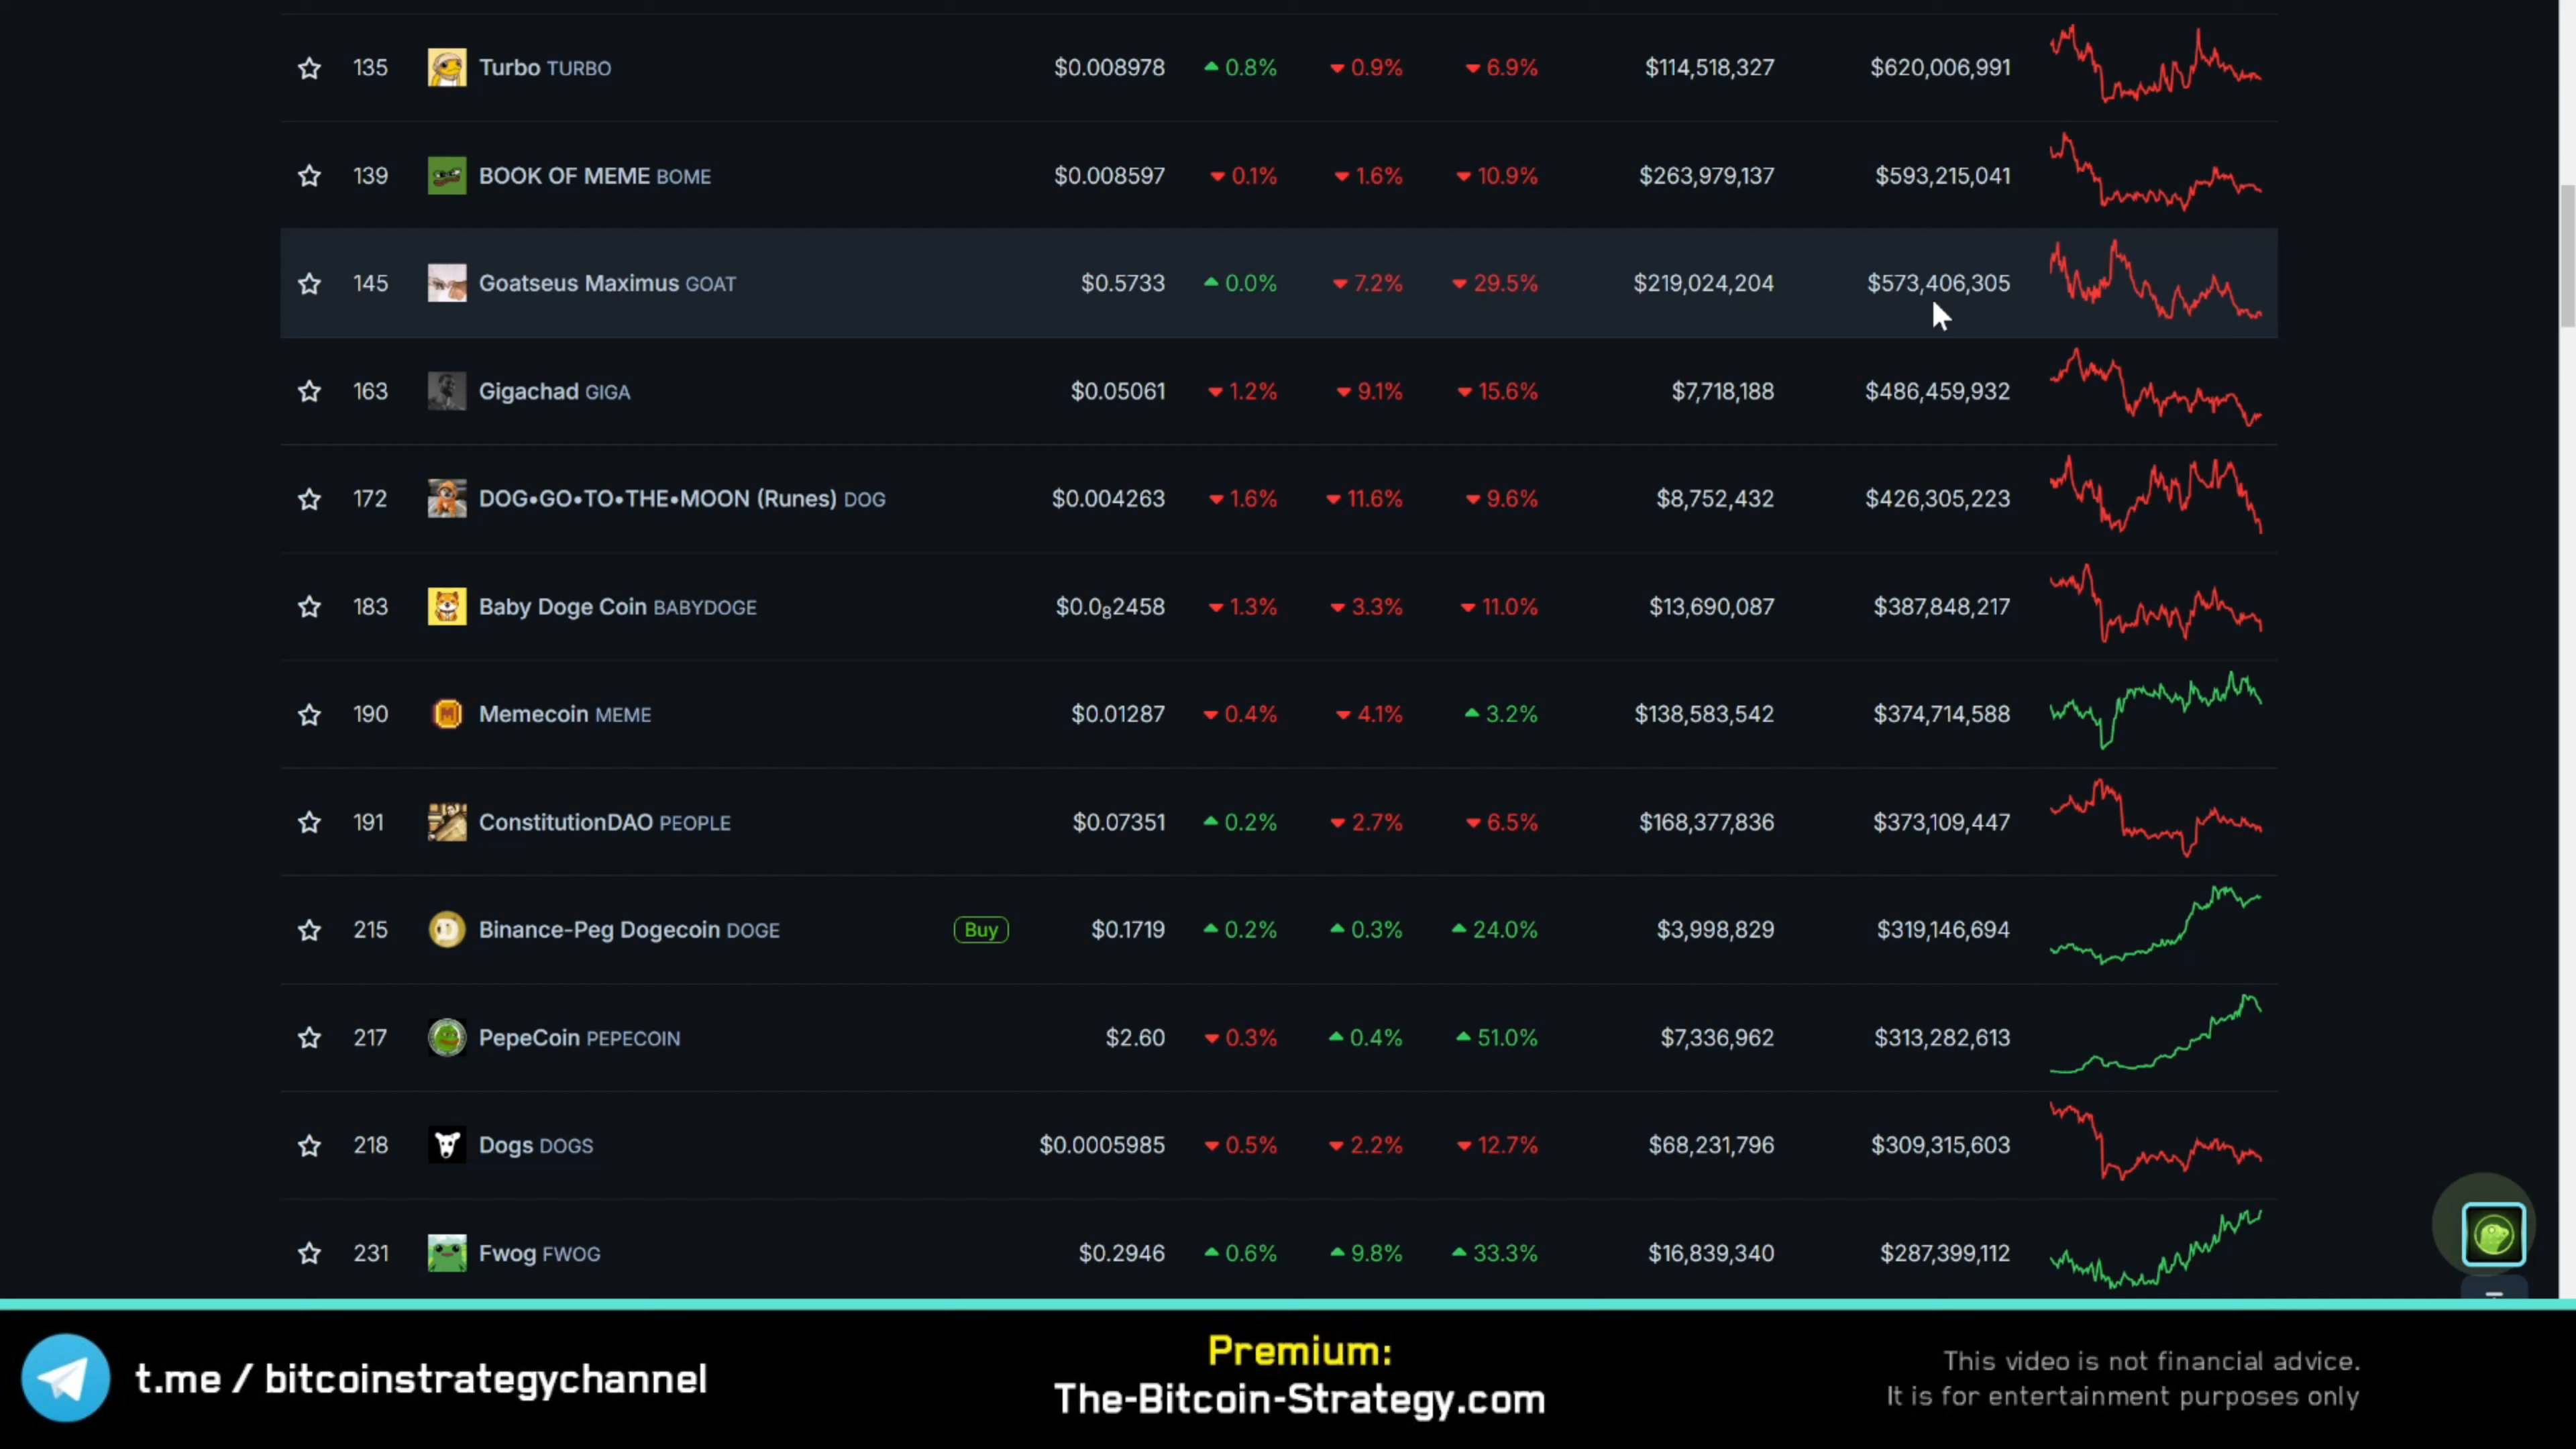 135 Turbo TURBO $0.008978 0.8% 0.9% 6.9% $114,518,327 $620,006,991
139 BOOK OF MEME BOME $0.008597 0.1% 1.6% 10.9% $263,979,137 $593,215,041
145 Goatseus Maximus GOAT $0.5733 0.0% 7.2% 29.5% $219,024,204 $573,406,305
163 Gigachad GIGA $0.05061 1.2% 9.1% 15.6% $7,718,188 $486,459,932
172 DOG•GO•TO•THE•MOON (Runes) DOG $0.004263 1.6% 11.6% 9.6% $8,752,432 $426,305,223
183 Baby Doge Coin BABYDOGE $0.0₈2458 1.3% 3.3% 11.0% $13,690,087 $387,848,217
190 Memecoin MEME $0.01287 0.4% 4.1% 3.2% $138,583,542 $374,714,588
191 ConstitutionDAO PEOPLE $0.07351 0.2% 2.7% 6.5% $168,377,836 $373,109,447
215 Binance-Peg Dogecoin DOGE Buy $0.1719 0.2% 0.3% 24.0% $3,998,829 $319,146,694
217 PepeCoin PEPECOIN $2.60 0.3% 0.4% 51.0% $7,336,962 $313,282,613
218 Dogs DOGS $0.0005985 0.5% 2.2% 12.7% $68,231,796 $309,315,603
231 Fwog FWOG $0.2946 0.6% 9.8% 33.3% $16,839,340 $287,399,112
t.me / bitcoinstrategychannel
Premium:
The-Bitcoin-Strategy.com
This video is not financial advice.
It is for entertainment purposes only